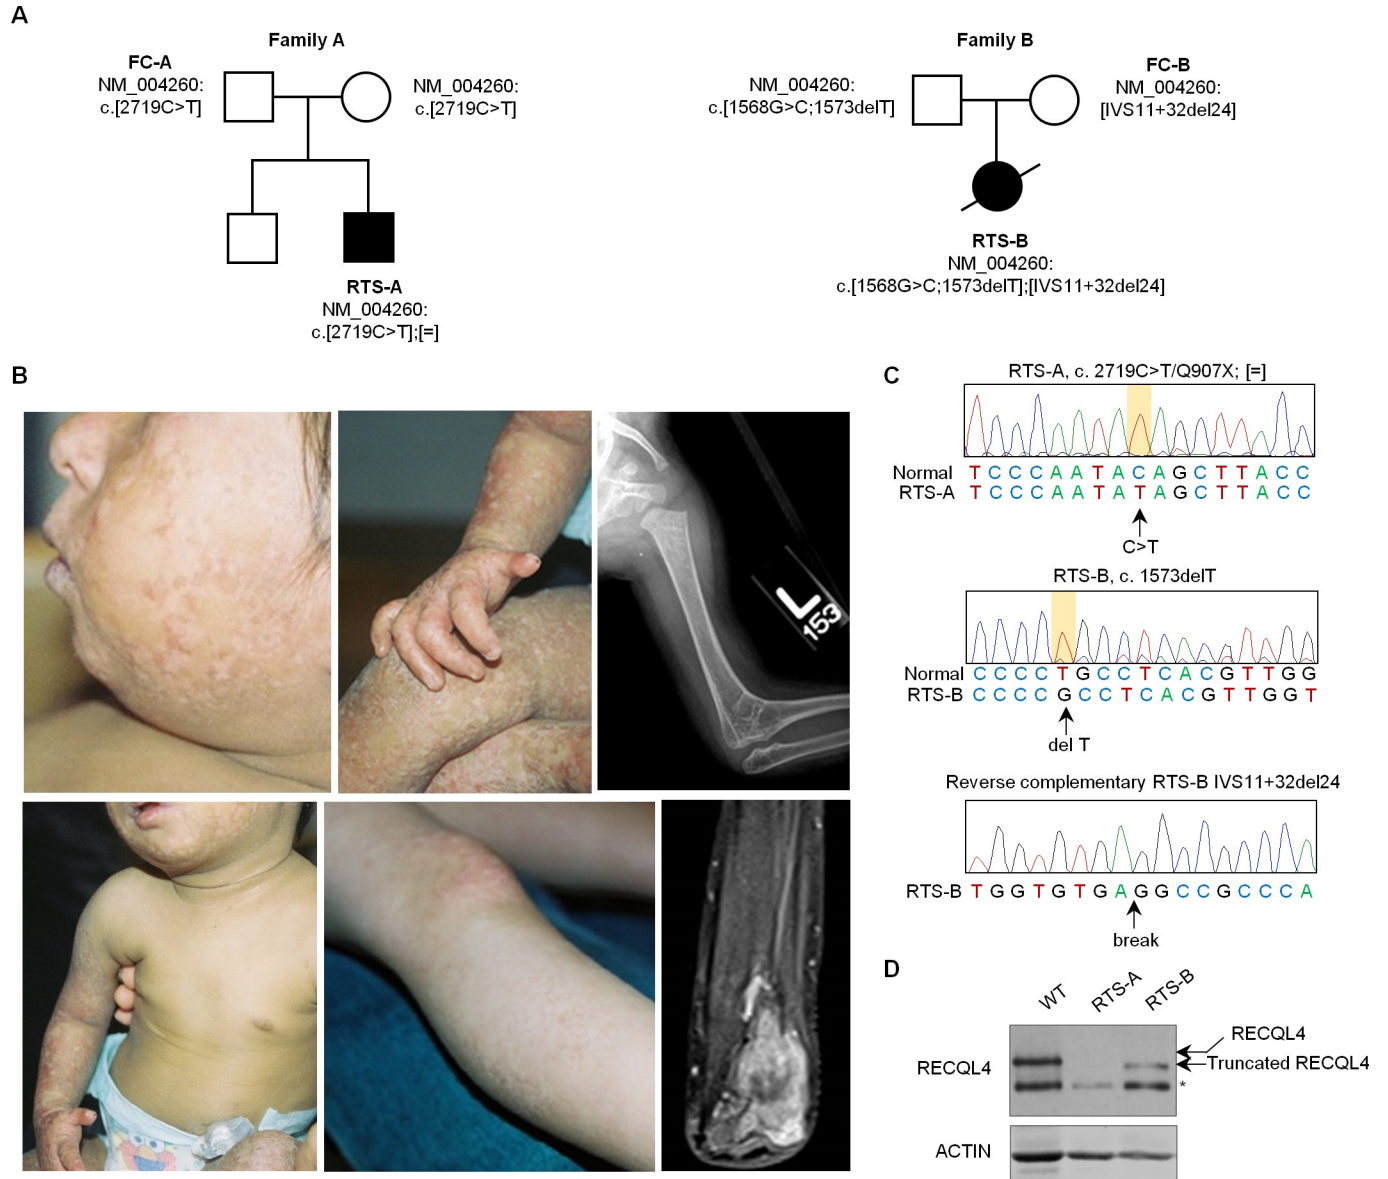 A
Family A
FC-A
NM_004260:
c.[2719C>T]
NM_004260:
c.[2719C>T]
RTS-A
NM_004260:
c.[2719C>T];[=]
Family B
NM_004260:
c.[1568G>C;1573delT]
FC-B
NM_004260:
[IVS11+32del24]
RTS-B
NM_004260:
c.[1568G>C;1573delT];[IVS11+32del24]
B
L
153
C
RTS-A, c. 2719C>T/Q907X; [=]
Normal T C C C A A T A C A G C T T A C C
RTS-A T C C C A A T A T A G C T T A C C
C>T
RTS-B, c. 1573delT
Normal C C C C T G C C T C A C G T T G G
RTS-B C C C C G C C T C A C G T T G G T
del T
Reverse complementary RTS-B IVS11+32del24
RTS-B T G G T G T G A G G C C G C C C A
break
D
WT RTS-A RTS-B
RECQL4
RECQL4
Truncated RECQL4
*
ACTIN